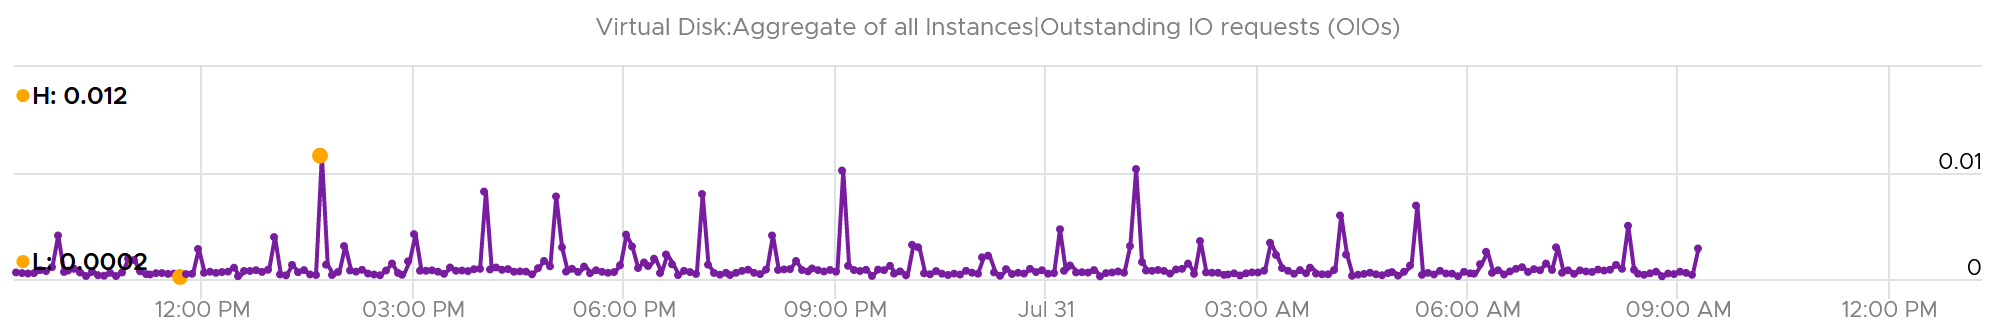 Virtual Disk:Aggregate of all Instances|Outstanding IO requests (OIOs)
H: 0.012
0.01
L: 0.0002
0
12:00 PM
03:00 PM
06:00 PM
09:00 PM
Jul 31
03:00 AM
06:00 AM
09:00 AM
12:00 PM